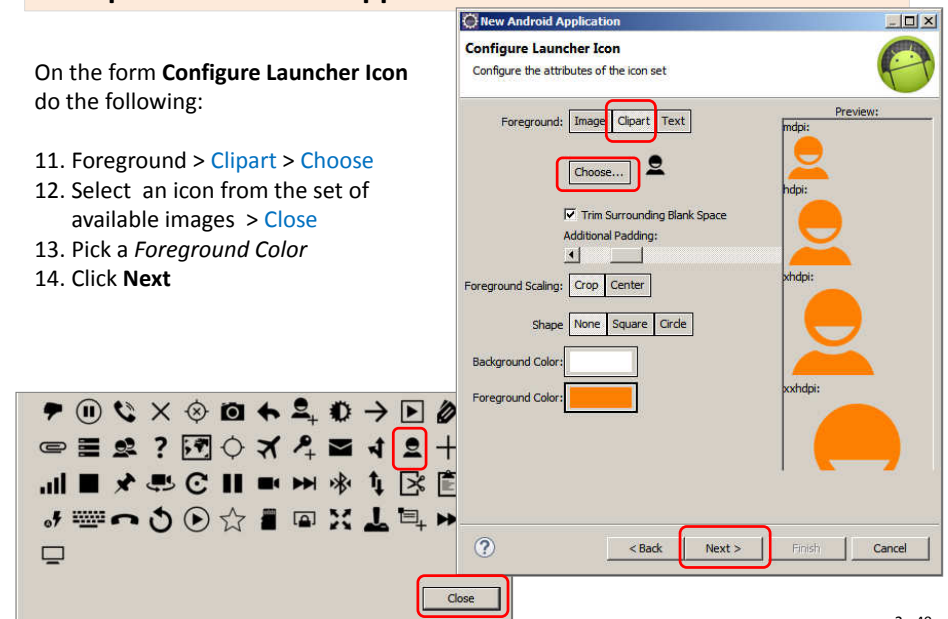 New Android Application
Configure Launcher Icon
Configure the attributes of the icon set
On the form Configure Launcher Icon
do the following:
11. Foreground > Clipart > Choose
12. Select an icon from the set of
available images > Close
13. Pick a Foreground Color
14. Click Next
Foreground: Image Clipart Text
Choose...
Trim Surrounding Blank Space
Additional Padding:
Foreground Scaling: Crop Center
Shape None Square Circle
Background Color:
Foreground Color:
Preview:
mdpi:
hdpi:
xhdpi:
xxhdpi:
< Back Next > Finish Cancel
Close